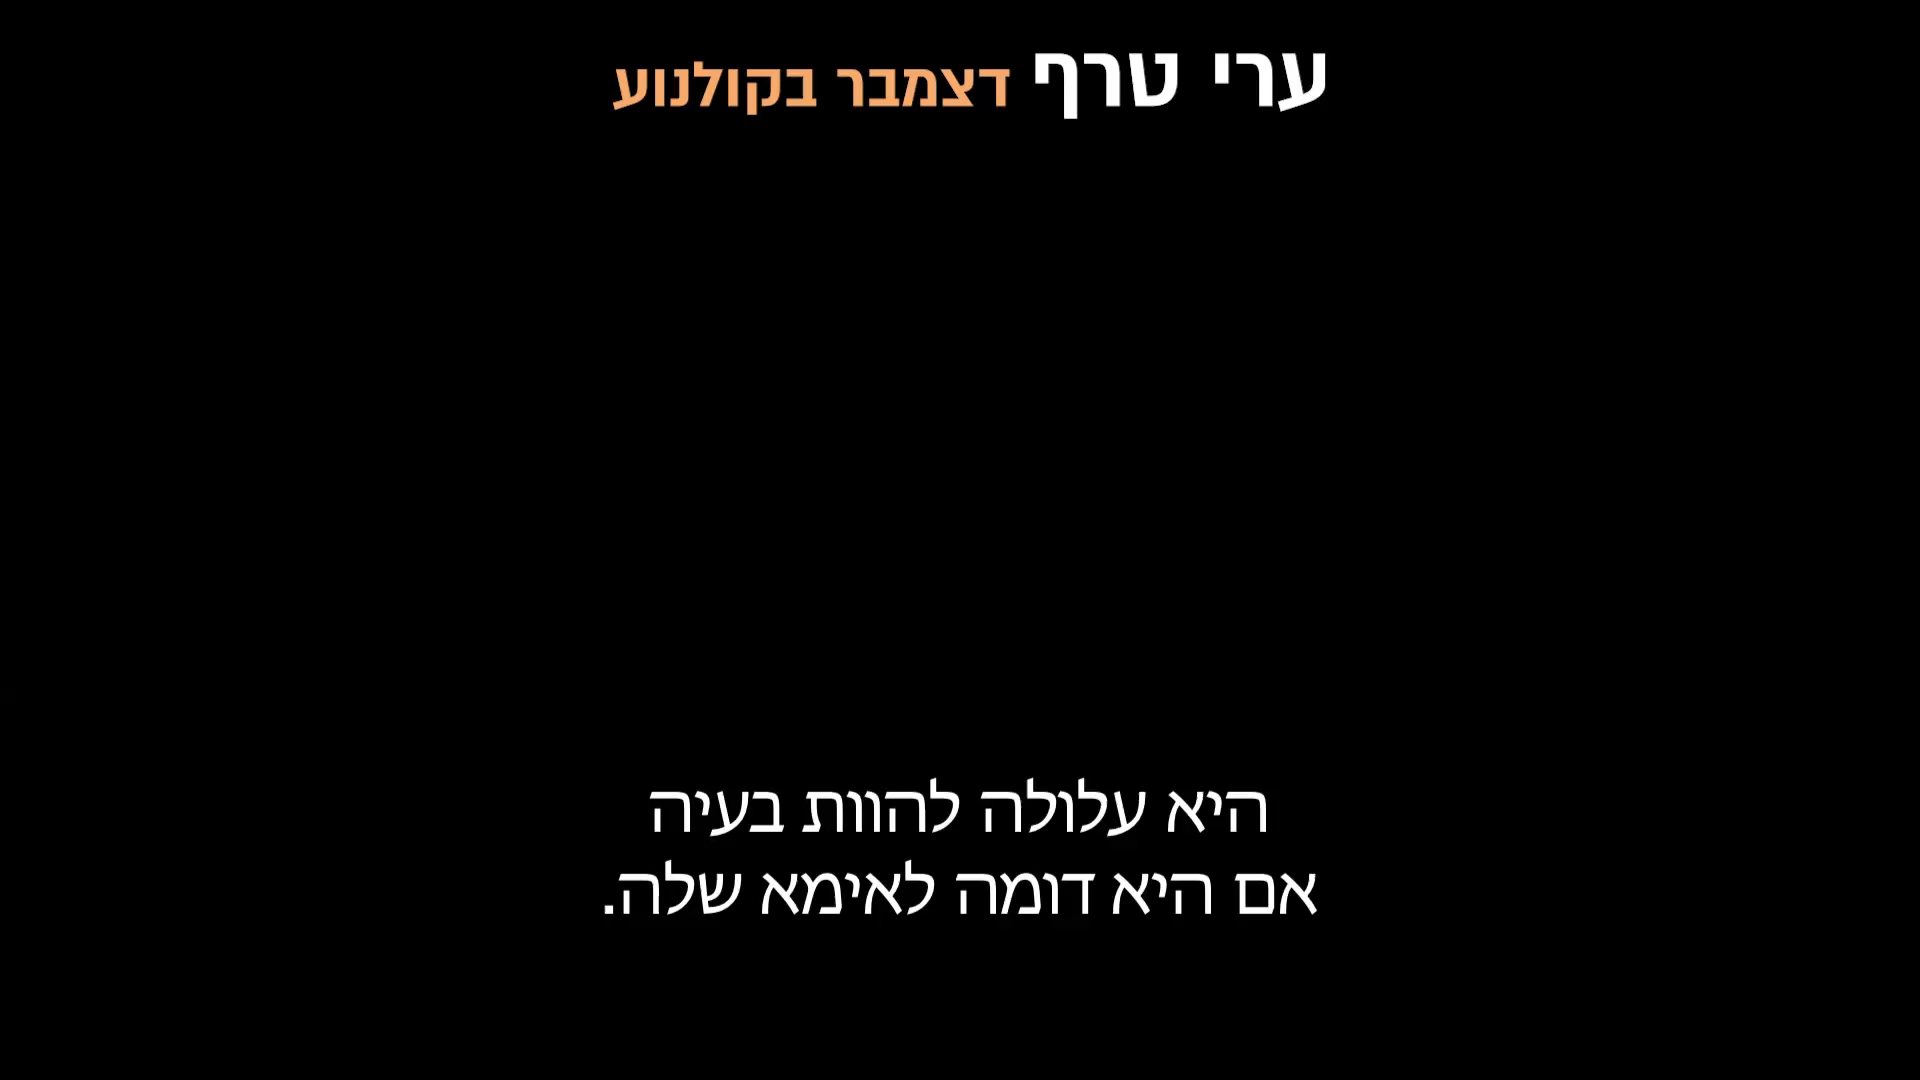 ערי טרף דצמבר בקולנוע
היא עלולה להוות בעיה
אם היא דומה לאימא שלה.